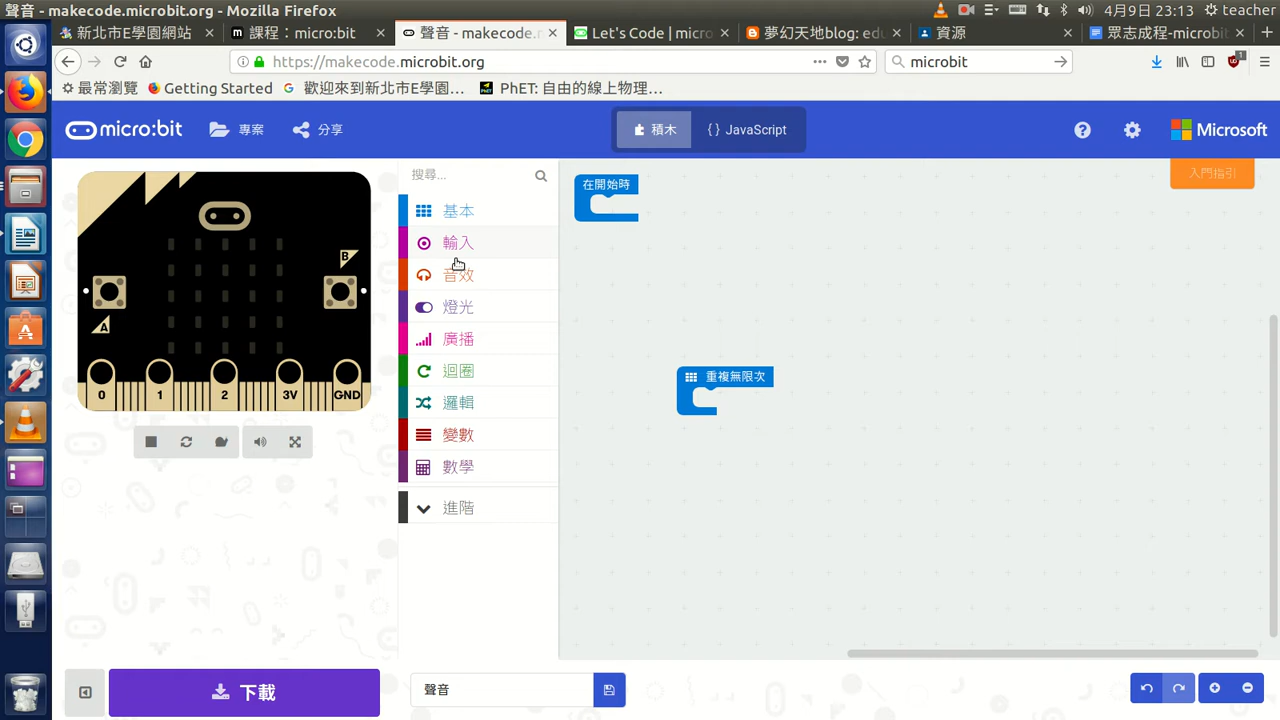 聲音 - makecode.microbit.org - Mozilla Firefox
4月9日 23:13 teacher
新北市E學園網站
課程：micro:bit
聲音 - makecode.
Let's Code | micro
夢幻天地blog: edu
資源
眾志成程-microbit
https://makecode.microbit.org
microbit
最常瀏覽
Getting Started
歡迎來到新北市E學園…
PhET: 自由的線上物理…
micro:bit
專案
分享
積木
{ } JavaScript
Microsoft
搜尋...
入門指引
基本
輸入
音效
燈光
廣播
迴圈
邏輯
變數
數學
進階
在開始時
重複無限次
A
B
0
1
2
3V
GND
下載
聲音